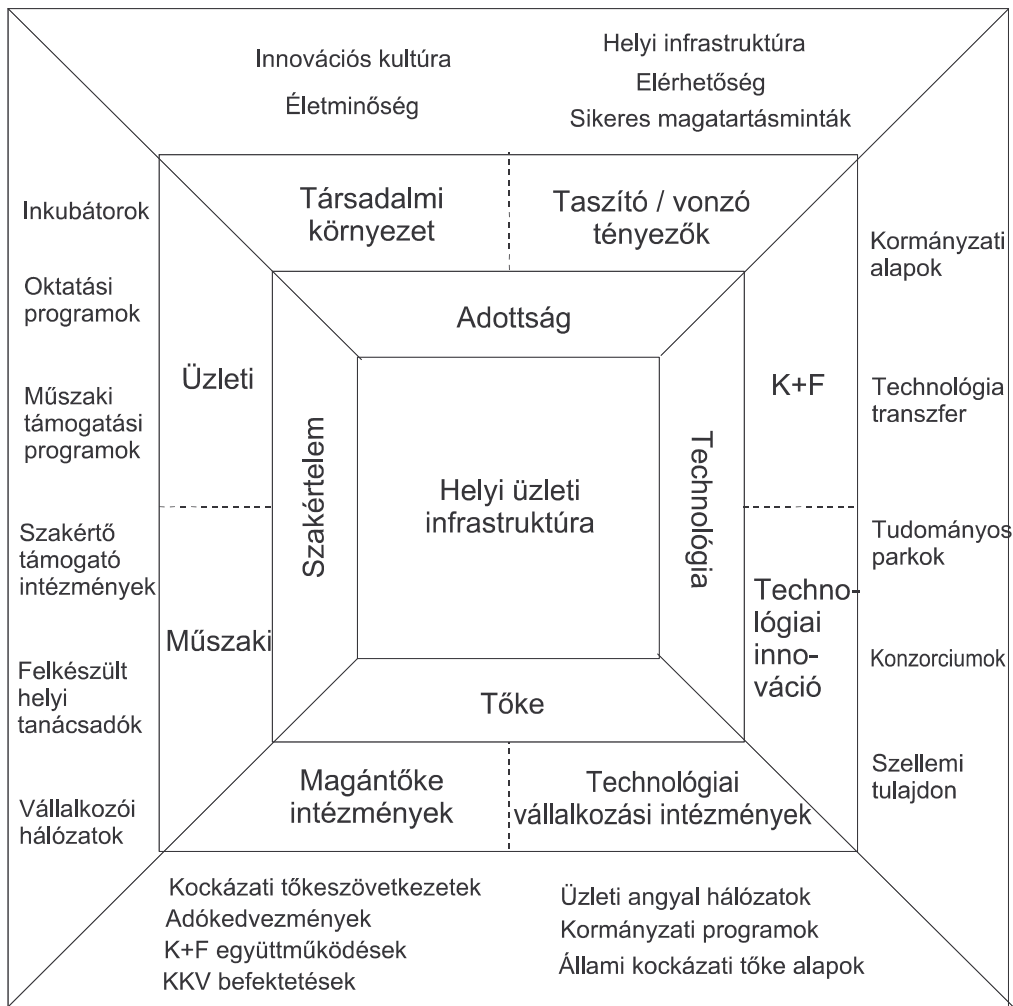 Innovációs kultúra
Életminőség
Helyi infrastruktúra
Elérhetőség
Sikeres magatartásminták
Társadalmi
környezet
Taszító / vonzó
tényezők
Adottság
Inkubátorok
Oktatási
programok
Műszaki
támogatási
programok
Szakértő
támogató
intézmények
Felkészült
helyi
tanácsadók
Vállalkozói
hálózatok
Üzleti
Műszaki
Szakértelem
Helyi üzleti
infrastruktúra
Technológia
K+F
Techno-
lógiai
inno-
váció
Kormányzati
alapok
Technológia
transzfer
Tudományos
parkok
Konzorciumok
Szellemi
tulajdon
Tőke
Magántőke
intézmények
Technológiai
vállalkozási intézmények
Kockázati tőkeszövetkezetek
Adókedvezmények
K+F együttműködések
KKV befektetések
Üzleti angyal hálózatok
Kormányzati programok
Állami kockázati tőke alapok